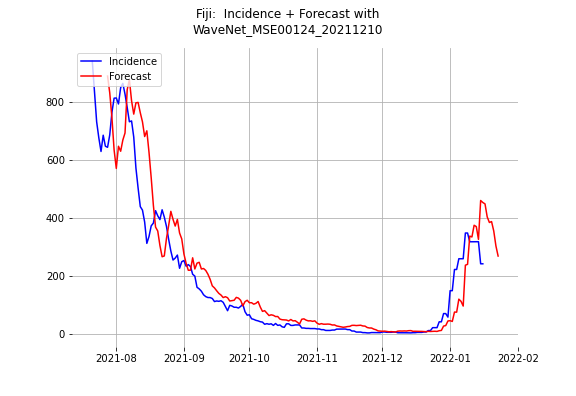 Fiji:  Incidence + Forecast with
WaveNet_MSE00124_20211210
Incidence
Forecast
800
600
400
200
0
2021-08 2021-09 2021-10 2021-11 2021-12 2022-01 2022-02